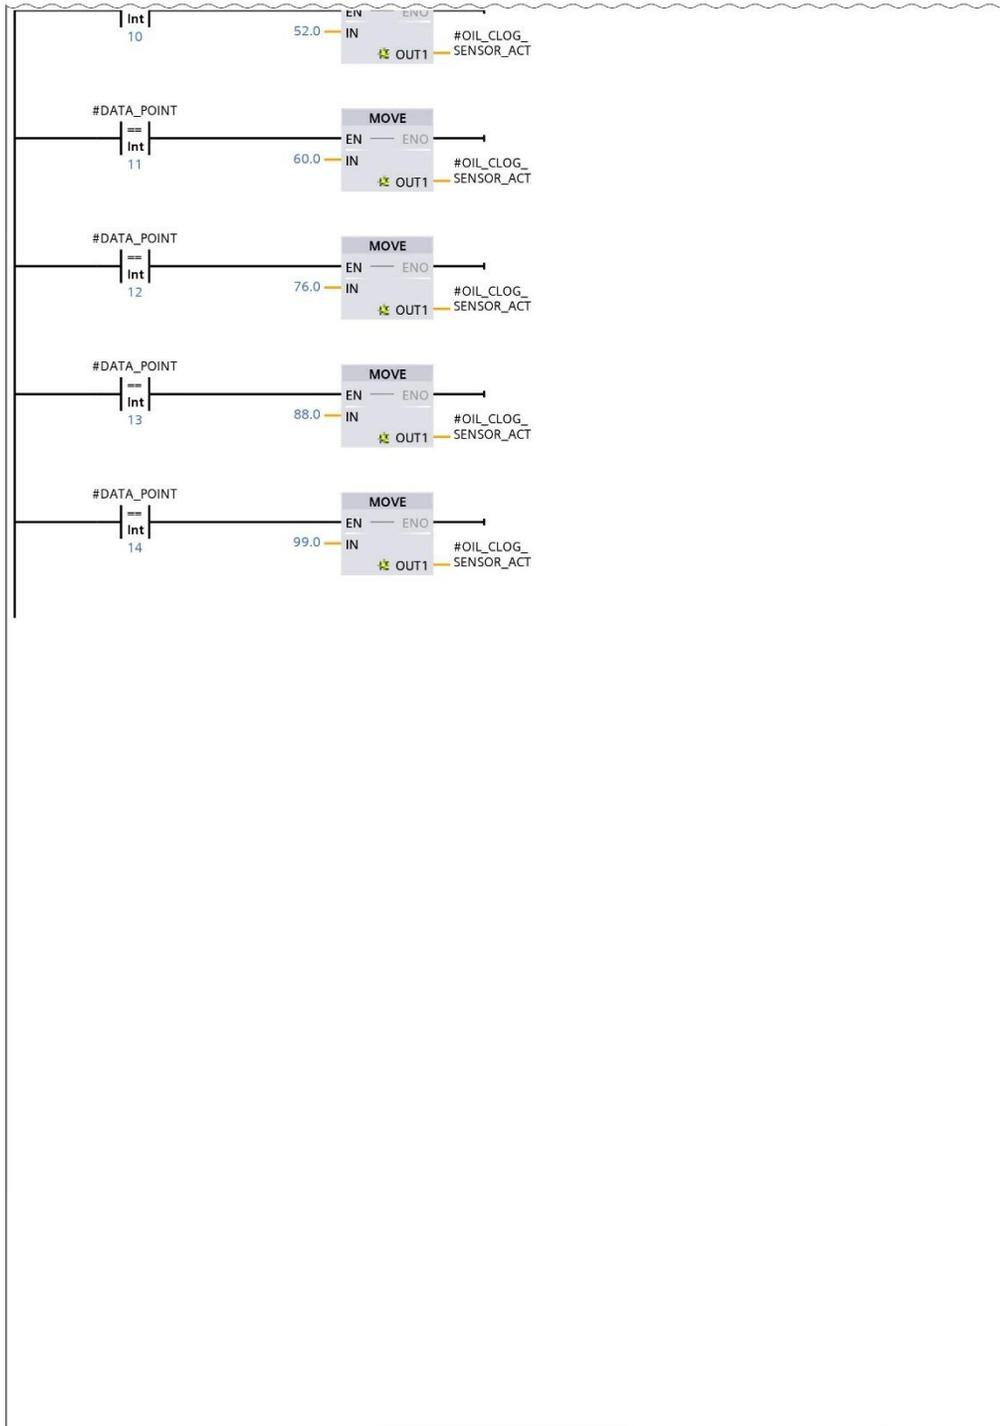 EN ENO
Int
10
52.0 IN
#OIL_CLOG_
SENSOR_ACT
OUT1
#DATA_POINT
MOVE
==
EN ENO
Int
11
60.0 IN
#OIL_CLOG_
SENSOR_ACT
OUT1
#DATA_POINT
MOVE
==
EN ENO
Int
12
76.0 IN
#OIL_CLOG_
SENSOR_ACT
OUT1
#DATA_POINT
MOVE
==
EN ENO
Int
13
88.0 IN
#OIL_CLOG_
SENSOR_ACT
OUT1
#DATA_POINT
MOVE
==
EN ENO
Int
14
99.0 IN
#OIL_CLOG_
SENSOR_ACT
OUT1